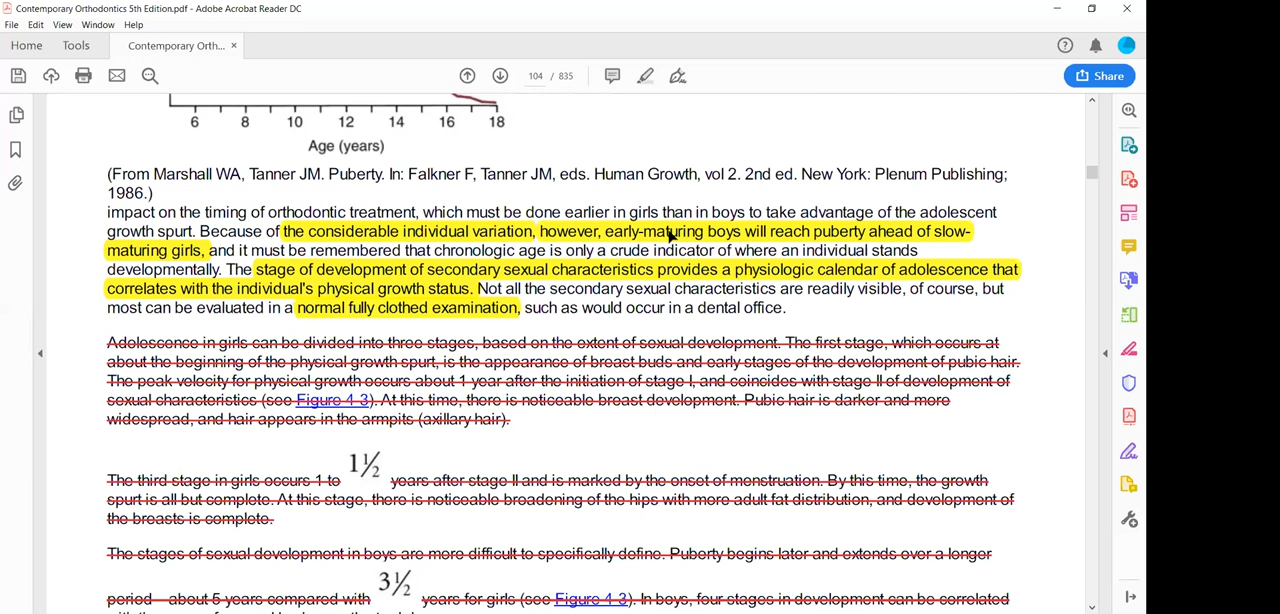 Contemporary Orthodontics 5th Edition.pdf - Adobe Acrobat Reader DC
File Edit View Window Help
Home Tools Contemporary Orth... ×
104 / 835
Share
6 8 10 12 14 16 18
Age (years)
(From Marshall WA, Tanner JM. Puberty. In: Falkner F, Tanner JM, eds. Human Growth, vol 2. 2nd ed. New York: Plenum Publishing;
1986.)
impact on the timing of orthodontic treatment, which must be done earlier in girls than in boys to take advantage of the adolescent
growth spurt. Because of the considerable individual variation, however, early-maturing boys will reach puberty ahead of slow-
maturing girls, and it must be remembered that chronologic age is only a crude indicator of where an individual stands
developmentally. The stage of development of secondary sexual characteristics provides a physiologic calendar of adolescence that
correlates with the individual's physical growth status. Not all the secondary sexual characteristics are readily visible, of course, but
most can be evaluated in a normal fully clothed examination, such as would occur in a dental office.
Adolescence in girls can be divided into three stages, based on the extent of sexual development. The first stage, which occurs at
about the beginning of the physical growth spurt, is the appearance of breast buds and early stages of the development of pubic hair.
The peak velocity for physical growth occurs about 1 year after the initiation of stage I, and coincides with stage II of development of
sexual characteristics (see Figure 4-3). At this time, there is noticeable breast development. Pubic hair is darker and more
widespread, and hair appears in the armpits (axillary hair).
The third stage in girls occurs 1 to 1½ years after stage II and is marked by the onset of menstruation. By this time, the growth
spurt is all but complete. At this stage, there is noticeable broadening of the hips with more adult fat distribution, and development of
the breasts is complete.
The stages of sexual development in boys are more difficult to specifically define. Puberty begins later and extends over a longer
period—about 5 years compared with 3½ years for girls (see Figure 4-3). In boys, four stages in development can be correlated